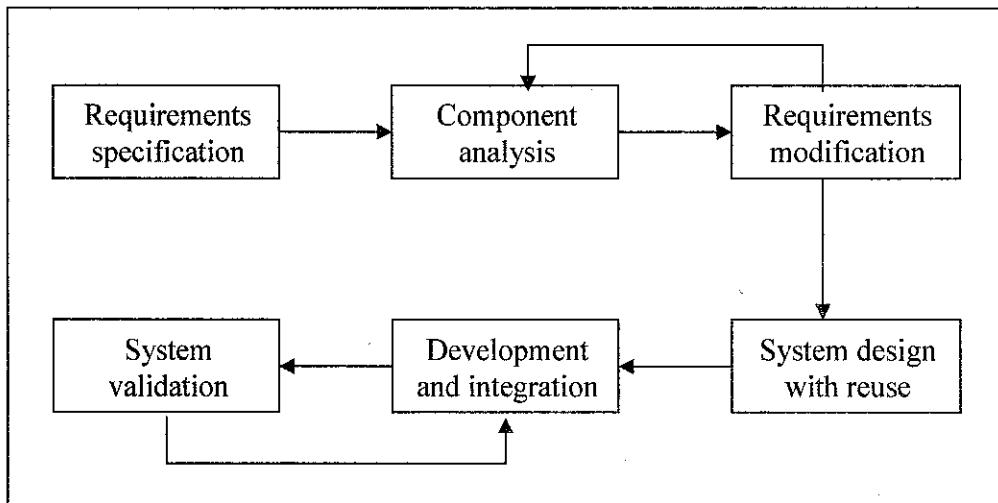 Requirements
specification
Component
analysis
Requirements
modification
System
validation
Development
and integration
System design
with reuse